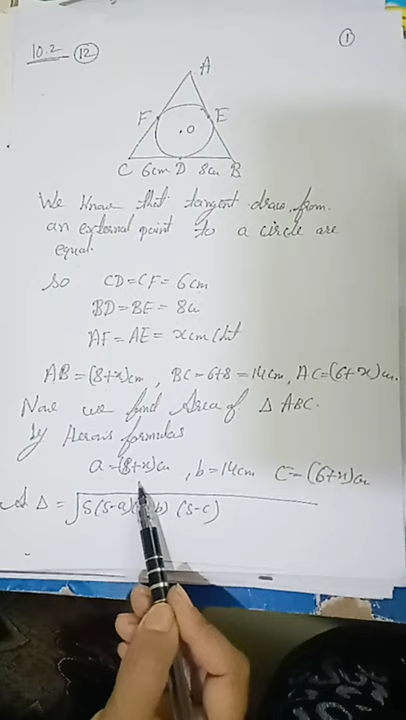 10.2 (12)
(1)
A
F E
.O
C 6cm D 8cm B
We Know that tangent draw from
an external point to a circle are
equal.
So CD=CF=6cm
BD=BE=8cm
AF=AE=xcm (let
AB=(8+x)cm, BC=6+8=14cm, AC=(6+x)cm.
Now we find Area of Δ ABC.
by Heron's formulas
a=(8+x)cm, b=14cm C=(6+x)cm
Δ = √S(S-a)( b) (S-c)